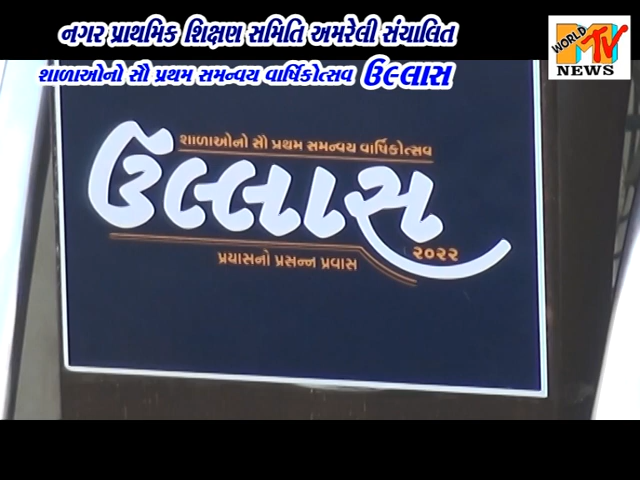 નગર પ્રાથમિક શિક્ષણ સમિતિ અમરેલી સંચાલિત
શાળાઓનો સૌ પ્રથમ સમન્વય વાર્ષિકોત્સવ ઉલ્લાસ
WORLD
MTV
NEWS
શાળાઓનો સૌ પ્રથમ સમન્વય વાર્ષિકોત્સવ
ઉલ્લાસ
૨૦૨૨
પ્રયાસનો પ્રસન્ન પ્રવાસ